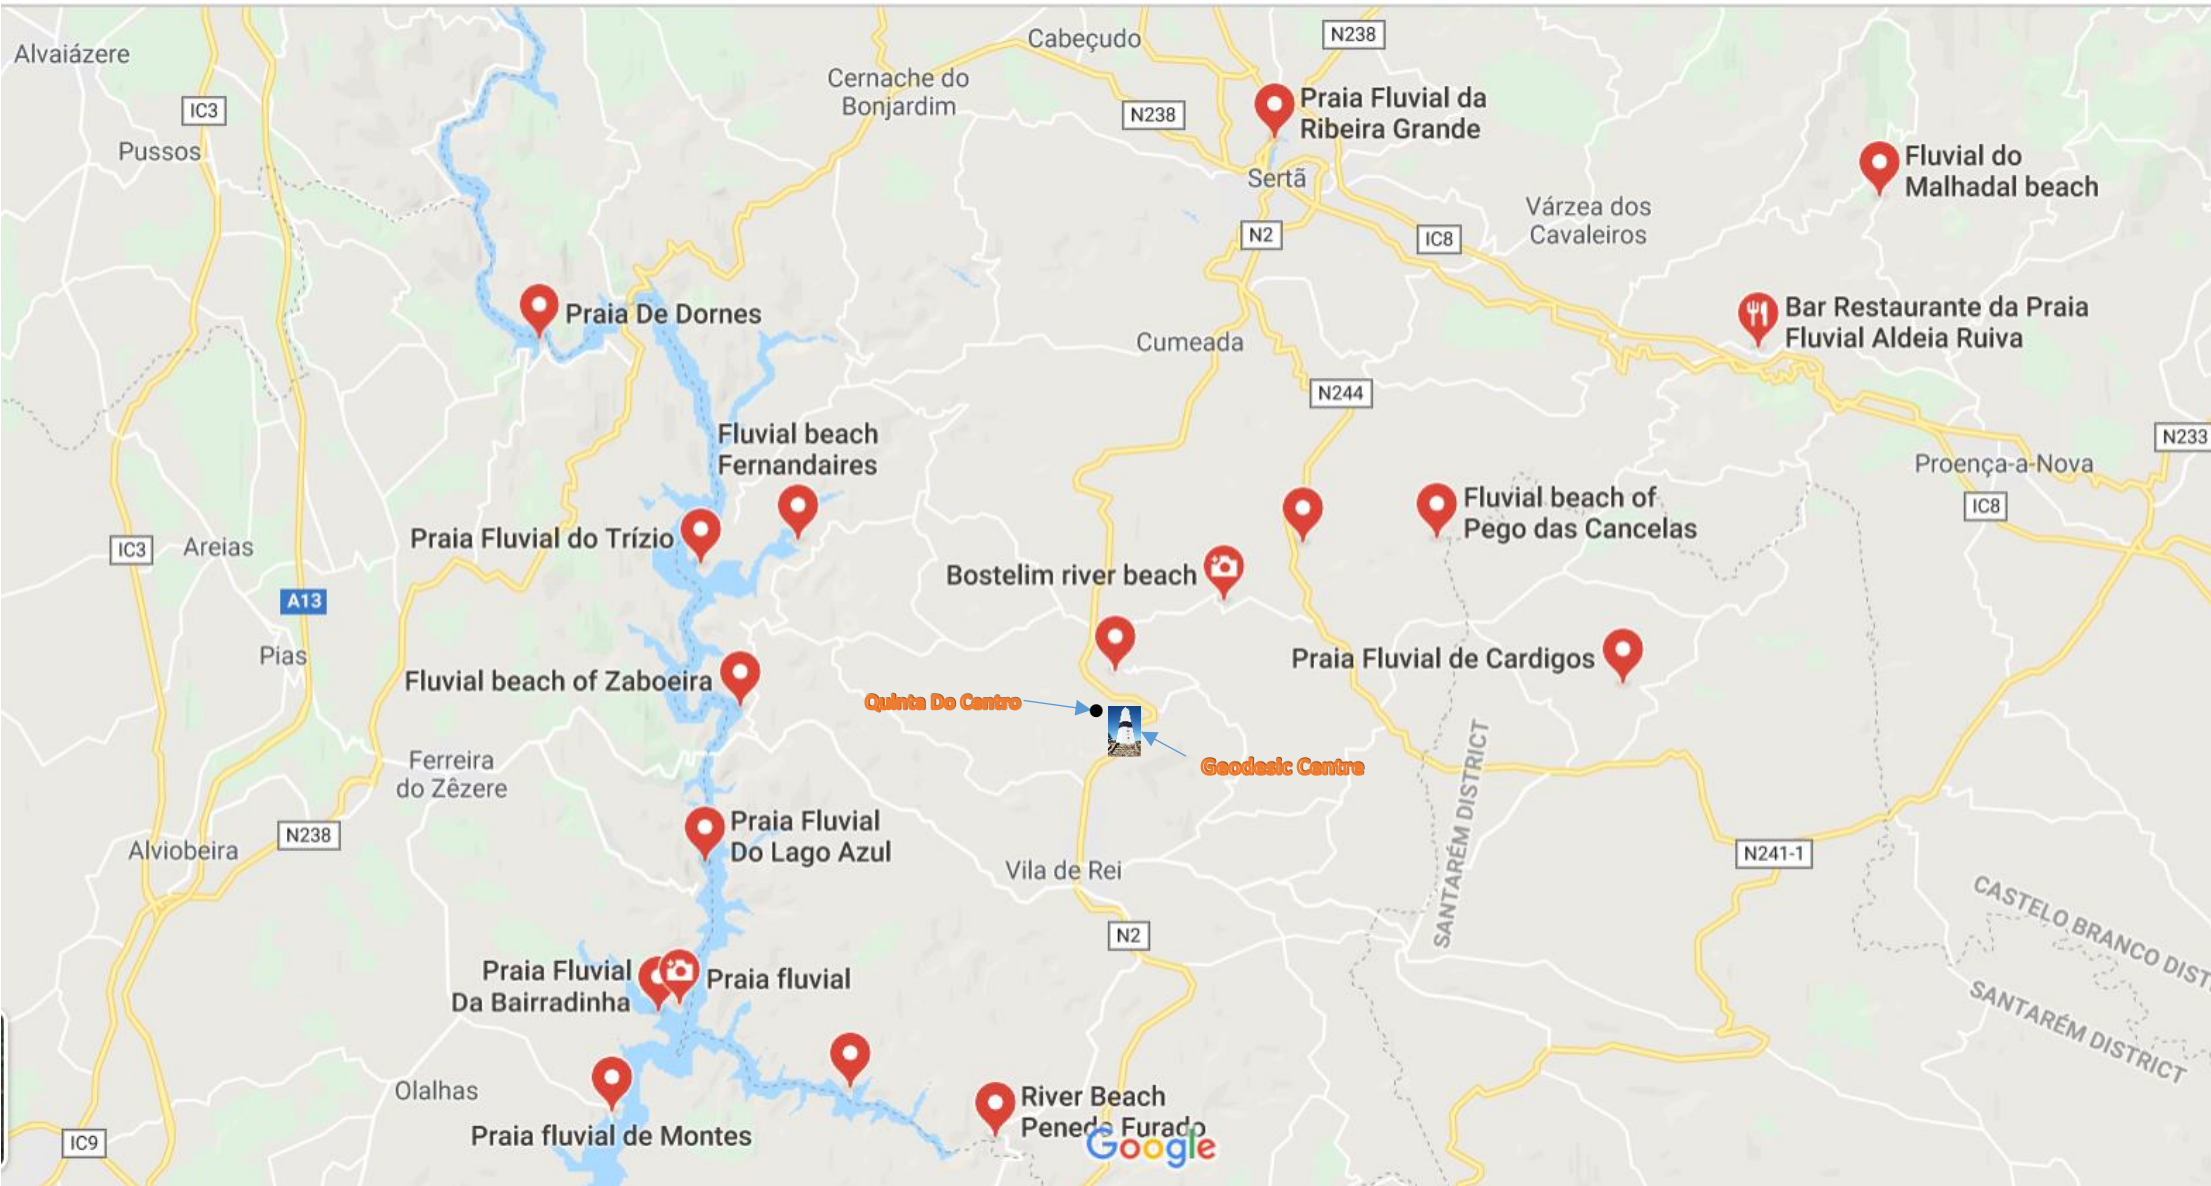 Alvaiázere
Cabeçudo
N238
Cernache do
Bonjardim
IC3
N238
Praia Fluvial da
Ribeira Grande
Pussos
Sertã
Fluvial do
Malhadal beach
Várzea dos
Cavaleiros
N2
IC8
Praia De Dornes
Bar Restaurante da Praia
Fluvial Aldeia Ruiva
Cumeada
N244
Fluvial beach
Fernandaires
N233
Proença-a-Nova
IC8
Fluvial beach of
Pego das Cancelas
Praia Fluvial do Trízio
IC3
Areias
Bostelim river beach
A13
Pias
Praia Fluvial de Cardigos
Fluvial beach of Zaboeira
Quinta Do Centro
Geodesic Centre
Ferreira
do Zêzere
SANTARÉM DISTRICT
Praia Fluvial
Do Lago Azul
N238
Alviobeira
N241-1
Vila de Rei
CASTELO BRANCO DIST
N2
Praia Fluvial
Da Bairradinha
Praia fluvial
SANTARÉM DISTRICT
Olalhas
River Beach
Penedo Furado
Praia fluvial de Montes
IC9
Google